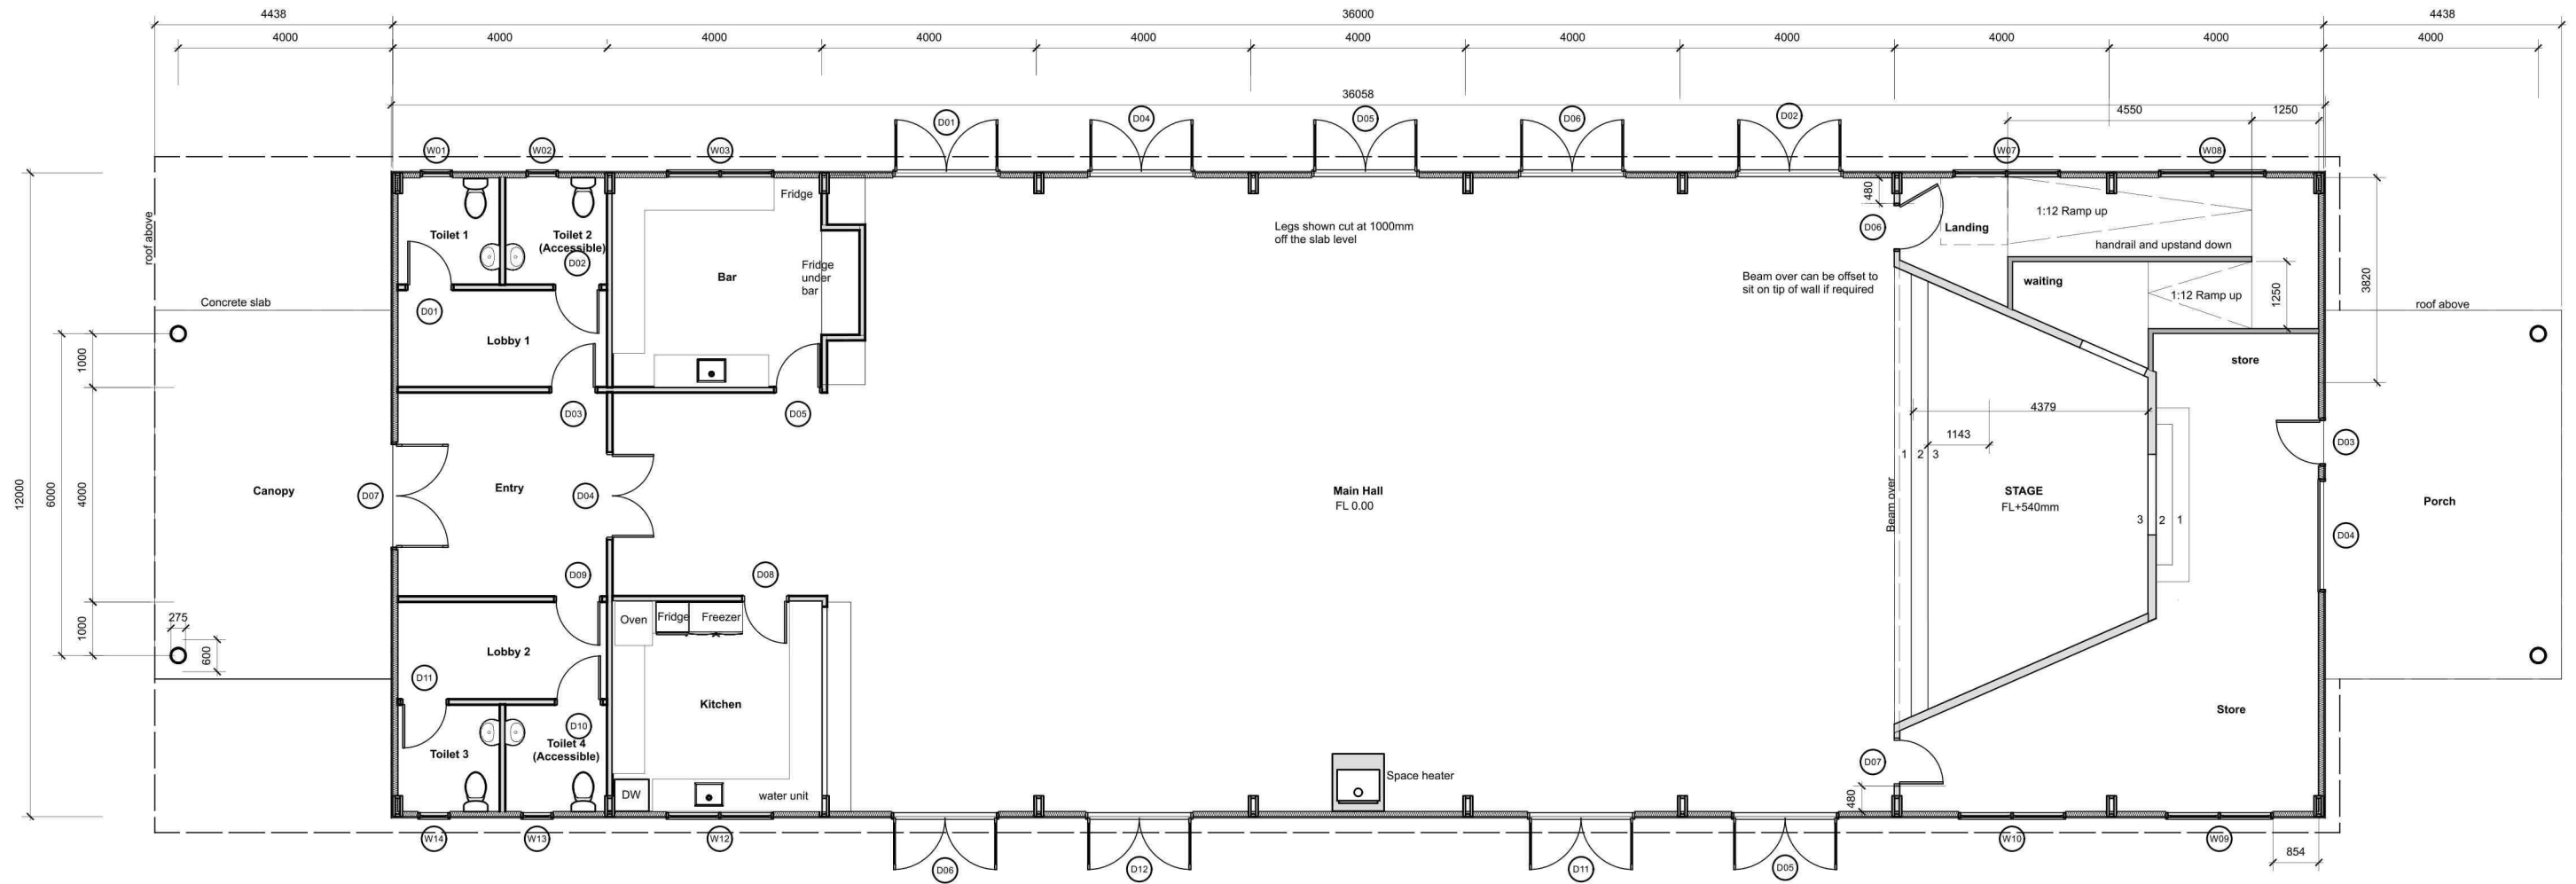 4438
36000
4438
4000
4000
4000
4000
4000
4000
4000
4000
4000
4000
4000
36058
4550
1250
D01
D04
D05
D06
D02
W01
W02
W03
W07
W08
Fridge
480
1:12 Ramp up
Toilet 1
Toilet 2
(Accessible)
Legs shown cut at 1000mm
off the slab level
D06
Landing
roof above
handrail and upstand down
D02
Bar
Fridge
under
bar
Beam over can be offset to
sit on tip of wall if required
waiting
1:12 Ramp up
1250
3820
Concrete slab
D01
roof above
Lobby 1
1000
store
D03
D05
4379
1143
D03
1 2 3
12000
6000
4000
Canopy
D07
Entry
D04
Main Hall
FL 0.00
Beam over
STAGE
FL+540mm
3 2 1
Porch
D04
D09
D08
275
1000
600
Oven
Fridge
Freezer
Lobby 2
D11
Kitchen
Store
D10
Toilet 3
Toilet 4
(Accessible)
D07
Space heater
DW
water unit
480
W14
W13
W12
W10
W09
D06
D12
D11
D05
854